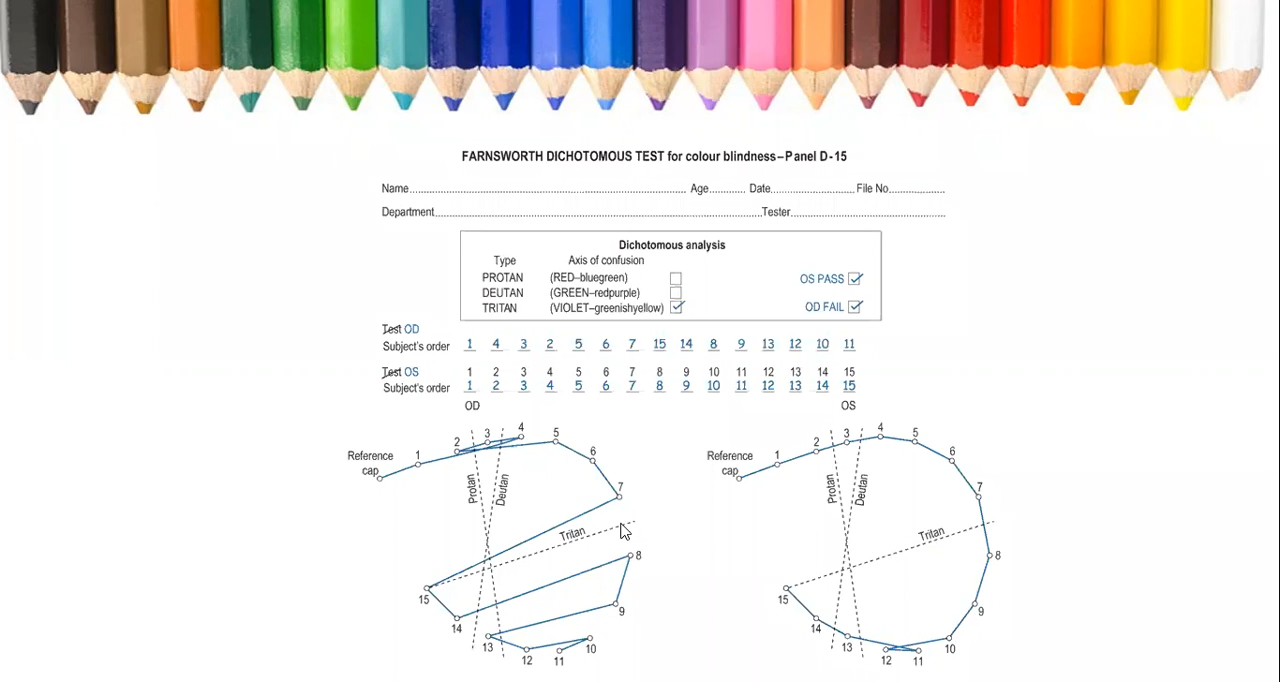 FARNSWORTH DICHOTOMOUS TEST for colour blindness–Panel D-15
Name.......... Age.......... Date.......... File No..........
Department.......... Tester..........
Dichotomous analysis
Type Axis of confusion
PROTAN (RED–bluegreen) OS PASS
DEUTAN (GREEN–redpurple)
TRITAN (VIOLET–greenishyellow) OD FAIL
Test OD
Subject's order 1 4 3 2 5 6 7 15 14 8 9 13 12 10 11
Test OS 1 2 3 4 5 6 7 8 9 10 11 12 13 14 15
Subject's order 1 2 3 4 5 6 7 8 9 10 11 12 13 14 15
OD OS
Reference cap 1 2 3 4 5 6 7 8 9 10 11 12 13 14 15
Protan
Deutan
Tritan
Reference cap 1 2 3 4 5 6 7 8 9 10 11 12 13 14 15
Protan
Deutan
Tritan